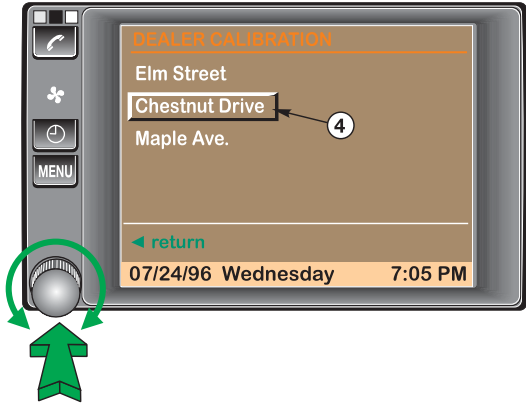 DEALER CALIBRATION
Elm Street
Chestnut Drive
4
Maple Ave.
MENU
◄ return
07/24/96 Wednesday 7:05 PM